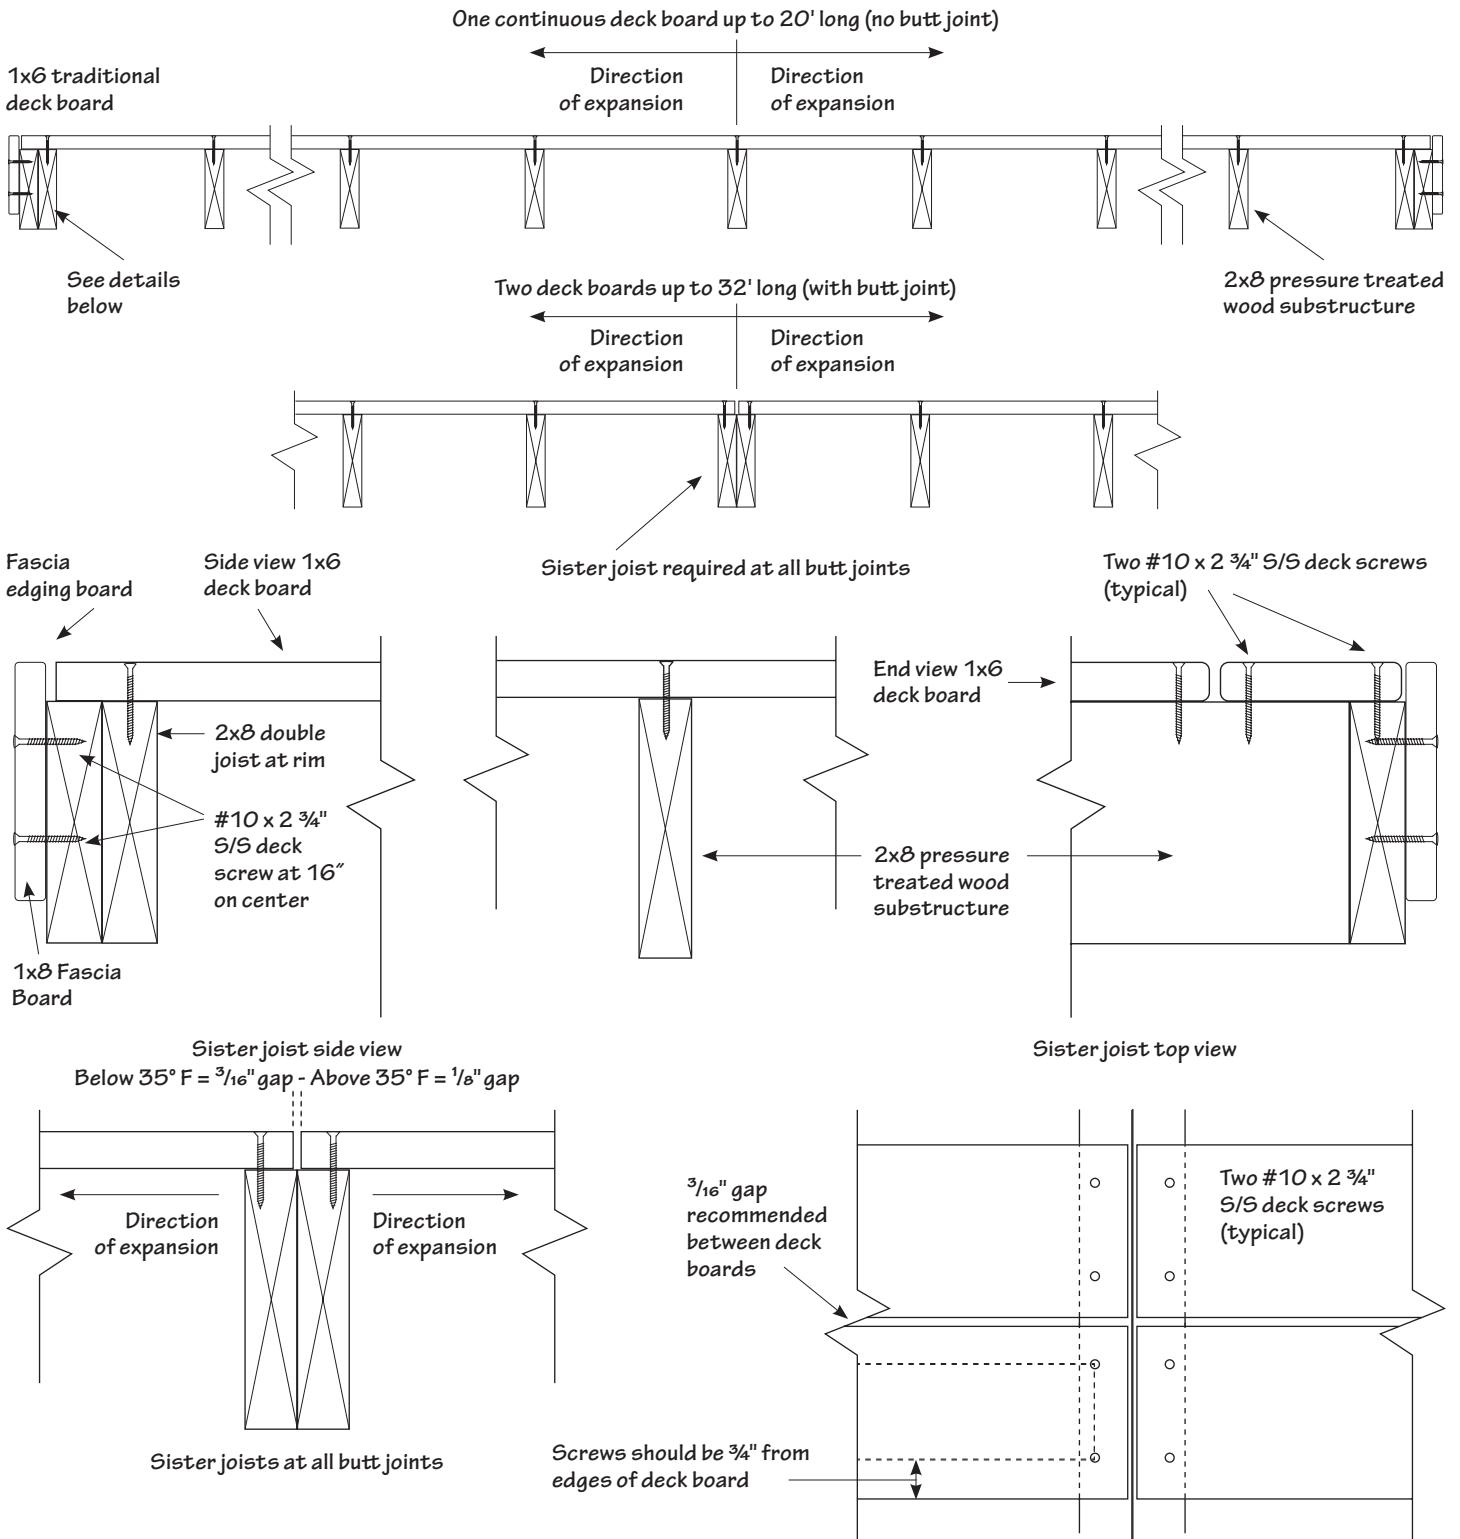 One continuous deck board up to 20' long (no butt joint)
1x6 traditional
deck board
Direction
of expansion
Direction
of expansion
See details
below
2x8 pressure treated
wood substructure
Two deck boards up to 32' long (with butt joint)
Direction
of expansion
Direction
of expansion
Sister joist required at all butt joints
Fascia
edging board
Side view 1x6
deck board
Two #10 x 2 ¾" S/S deck screws
(typical)
End view 1x6
deck board
2x8 double
joist at rim
#10 x 2 ¾"
S/S deck
screw at 16"
on center
2x8 pressure
treated wood
substructure
1x8 Fascia
Board
Sister joist side view
Below 35° F = 3/16" gap - Above 35° F = 1/8" gap
Direction
of expansion
Direction
of expansion
Sister joists at all butt joints
Sister joist top view
3/16" gap
recommended
between deck
boards
Two #10 x 2 ¾"
S/S deck screws
(typical)
Screws should be ¾" from
edges of deck board